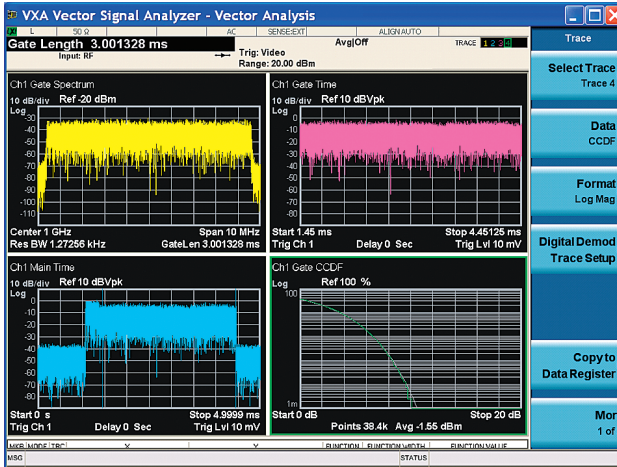 VXA Vector Signal Analyzer - Vector Analysis
L 50 Ω AC SENSE:EXT ALIGN AUTO
Gate Length 3.001328 ms
Input: RF
Trig: Video
Range: 20.00 dBm
Avg|Off
TRACE 1 2 3 4
Trace
Select Trace
Trace 4
Data
CCDF
Format
Log Mag
Digital Demod
Trace Setup
Copy to
Data Register
Mor
1 of
Ch1 Gate Spectrum
10 dB/div Ref -20 dBm
Log
-30
-40
-50
-60
-70
-80
-90
-100
-110
Center 1 GHz Span 10 MHz
Res BW 1.27256 kHz GateLen 3.001328 ms
Ch1 Gate Time
10 dB/div Ref 10 dBVpk
Log
0
-10
-20
-30
-40
-50
-60
-70
-80
Start 1.45 ms Stop 4.45125 ms
Trig Ch 1 Delay 0 Sec Trig Lvl 10 mV
Ch1 Main Time
10 dB/div Ref 10 dBVpk
Log
0
-10
-20
-30
-40
-50
-60
-70
-80
Start 0 s Stop 4.9999 ms
Trig Ch 1 Delay 0 Sec Trig Lvl 10 mV
Ch1 Gate CCDF
Log Ref 100 %
100
1m
Start 0 dB Stop 20 dB
Points 38.4k Avg -1.55 dBm
MKR MODE TRC X Y FUNCTION FUNCTION WIDTH FUNCTION VALUE
MSG STATUS